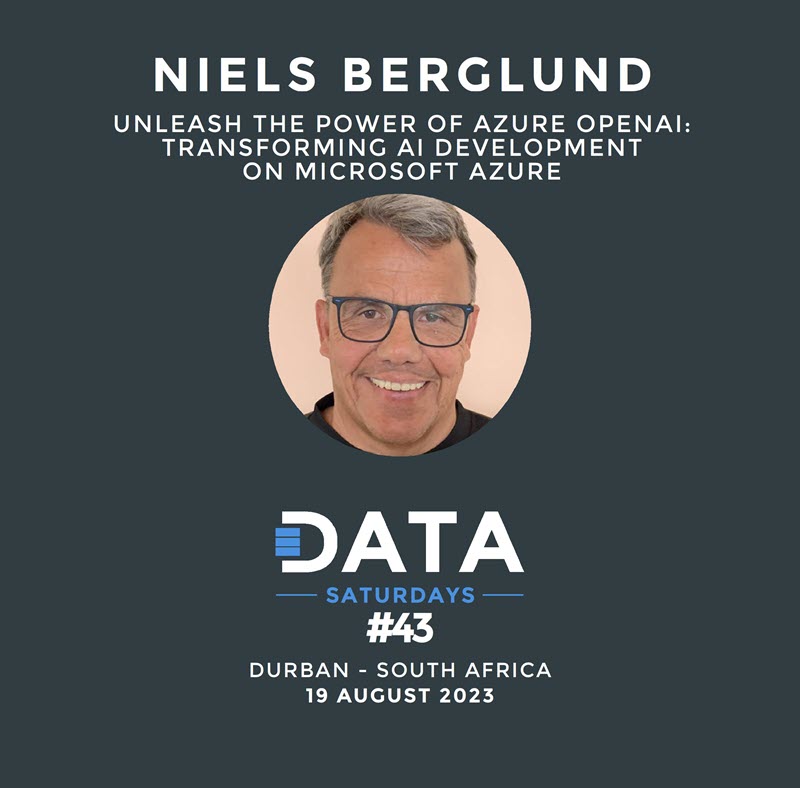 NIELS BERGLUND
UNLEASH THE POWER OF AZURE OPENAI:
TRANSFORMING AI DEVELOPMENT
ON MICROSOFT AZURE
DATA
SATURDAYS
#43
DURBAN - SOUTH AFRICA
19 AUGUST 2023